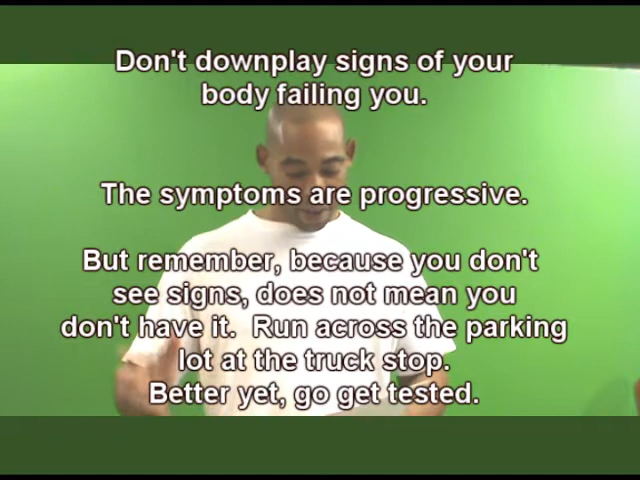 Don't downplay signs of your
body failing you.
The symptoms are progressive.
But remember, because you don't
see signs, does not mean you
don't have it.  Run across the parking
lot at the truck stop.
Better yet, go get tested.